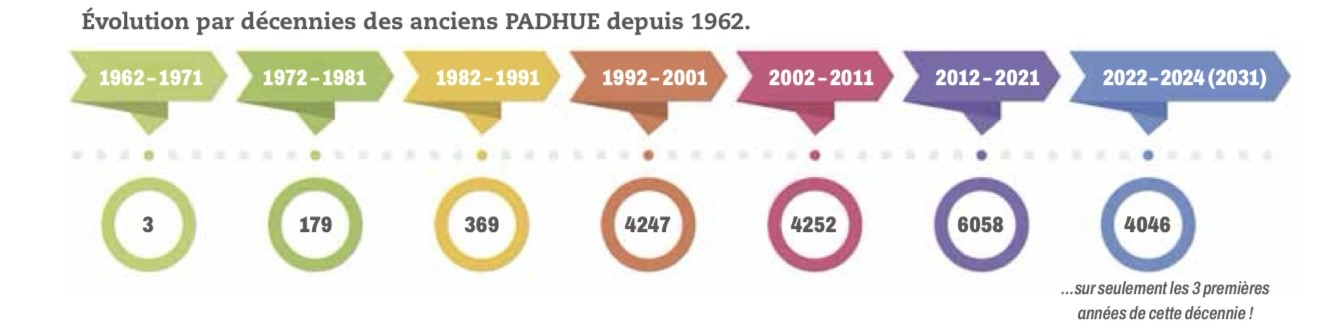 Évolution par décennies des anciens PADHUE depuis 1962.
1962-1971 1972-1981 1982-1991 1992-2001 2002-2011 2012-2021 2022-2024 (2031)
3 179 369 4247 4252 6058 4046
...sur seulement les 3 premières
années de cette décennie !